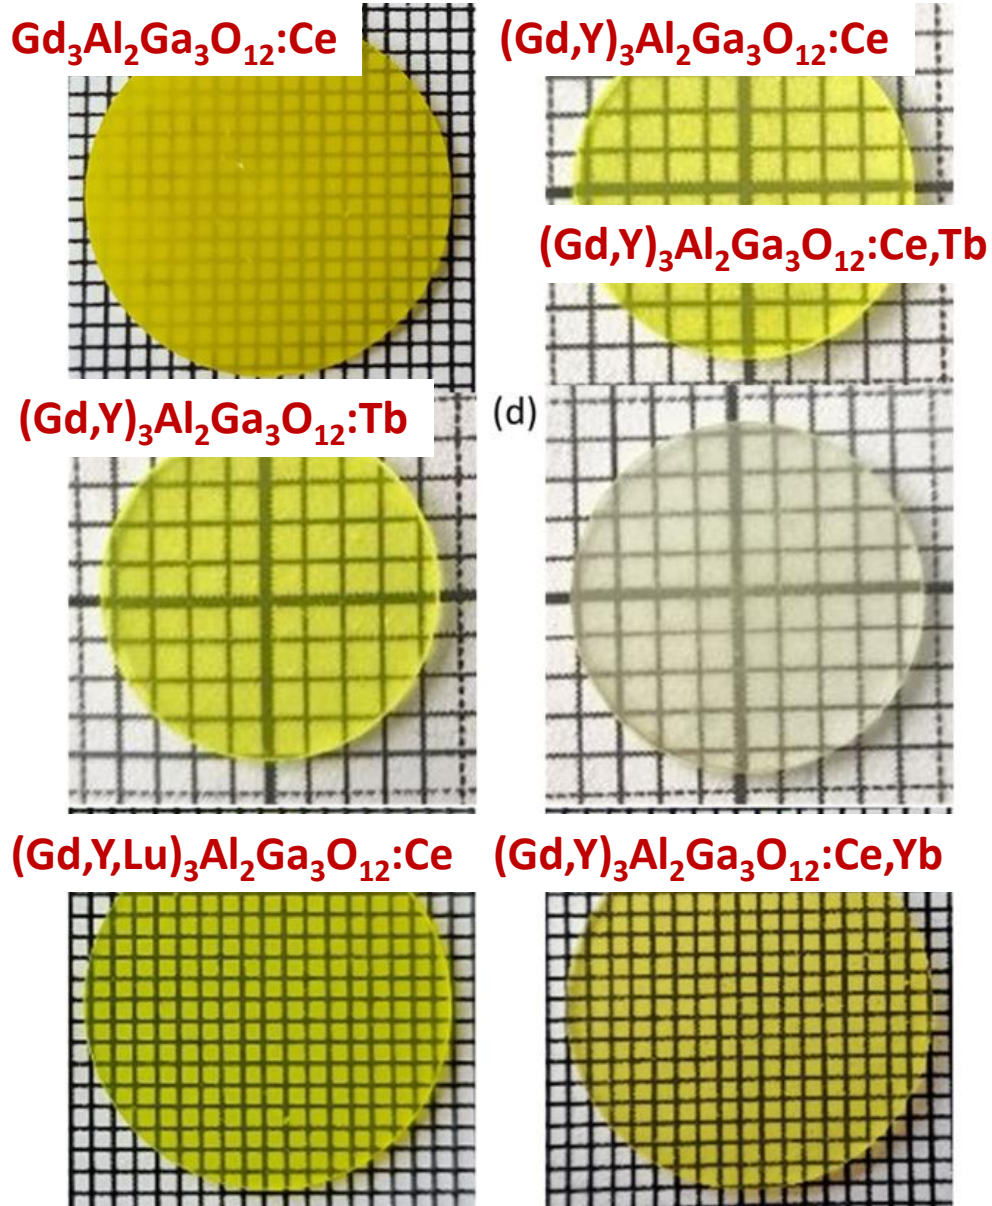 Gd₃Al₂Ga₃O₁₂:Ce
(Gd,Y)₃Al₂Ga₃O₁₂:Ce
(Gd,Y)₃Al₂Ga₃O₁₂:Ce,Tb
(Gd,Y)₃Al₂Ga₃O₁₂:Tb
(d)
(Gd,Y,Lu)₃Al₂Ga₃O₁₂:Ce
(Gd,Y)₃Al₂Ga₃O₁₂:Ce,Yb